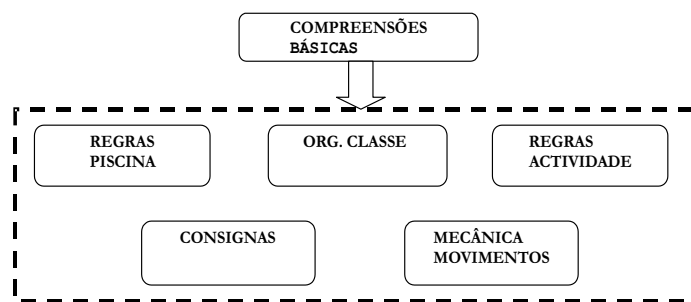 COMPREENSÕES
BÁSICAS
REGRAS
PISCINA
ORG. CLASSE
REGRAS
ACTIVIDADE
CONSIGNAS
MECÂNICA
MOVIMENTOS